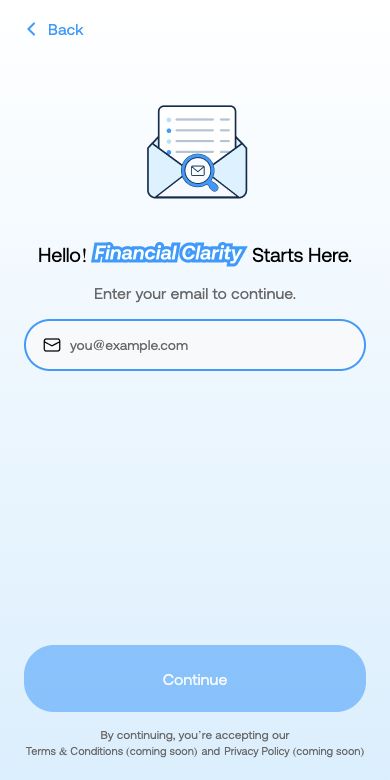 Back
Hello! Financial Clarity Starts Here.
Enter your email to continue.
you@example.com
Continue
By continuing, you're accepting our
Terms & Conditions (coming soon) and Privacy Policy (coming soon)